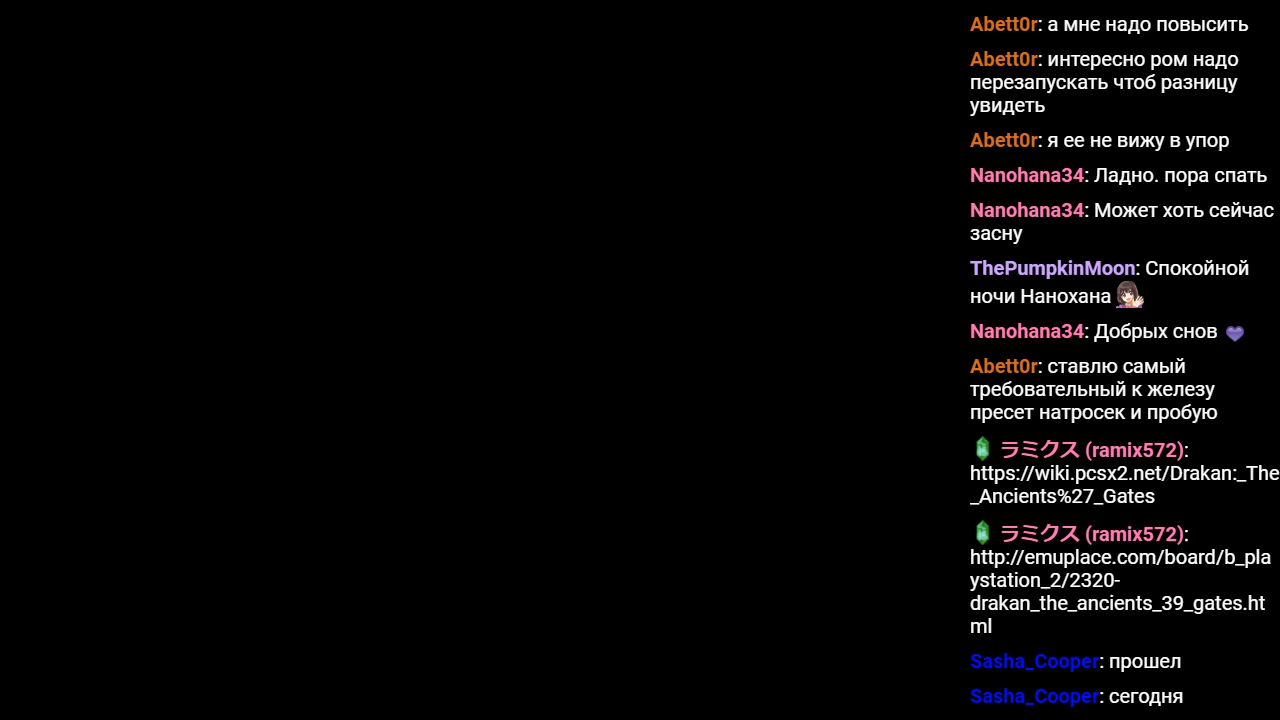 Abett0r: а мне надо повысить
Abett0r: интересно ром надо
перезапускать чтоб разницу
увидеть
Abett0r: я ее не вижу в упор
Nanohana34: Ладно. пора спать
Nanohana34: Может хоть сейчас
засну
ThePumpkinMoon: Спокойной
ночи Нанохана
Nanohana34: Добрых снов
Abett0r: ставлю самый
требовательный к железу
пресет натросек и пробую
ラミクス (ramix572):
https://wiki.pcsx2.net/Drakan:_The
_Ancients%27_Gates
ラミクス (ramix572):
http://emuplace.com/board/b_pla
ystation_2/2320-
drakan_the_ancients_39_gates.ht
ml
Sasha_Cooper: прошел
Sasha_Cooper: сегодня